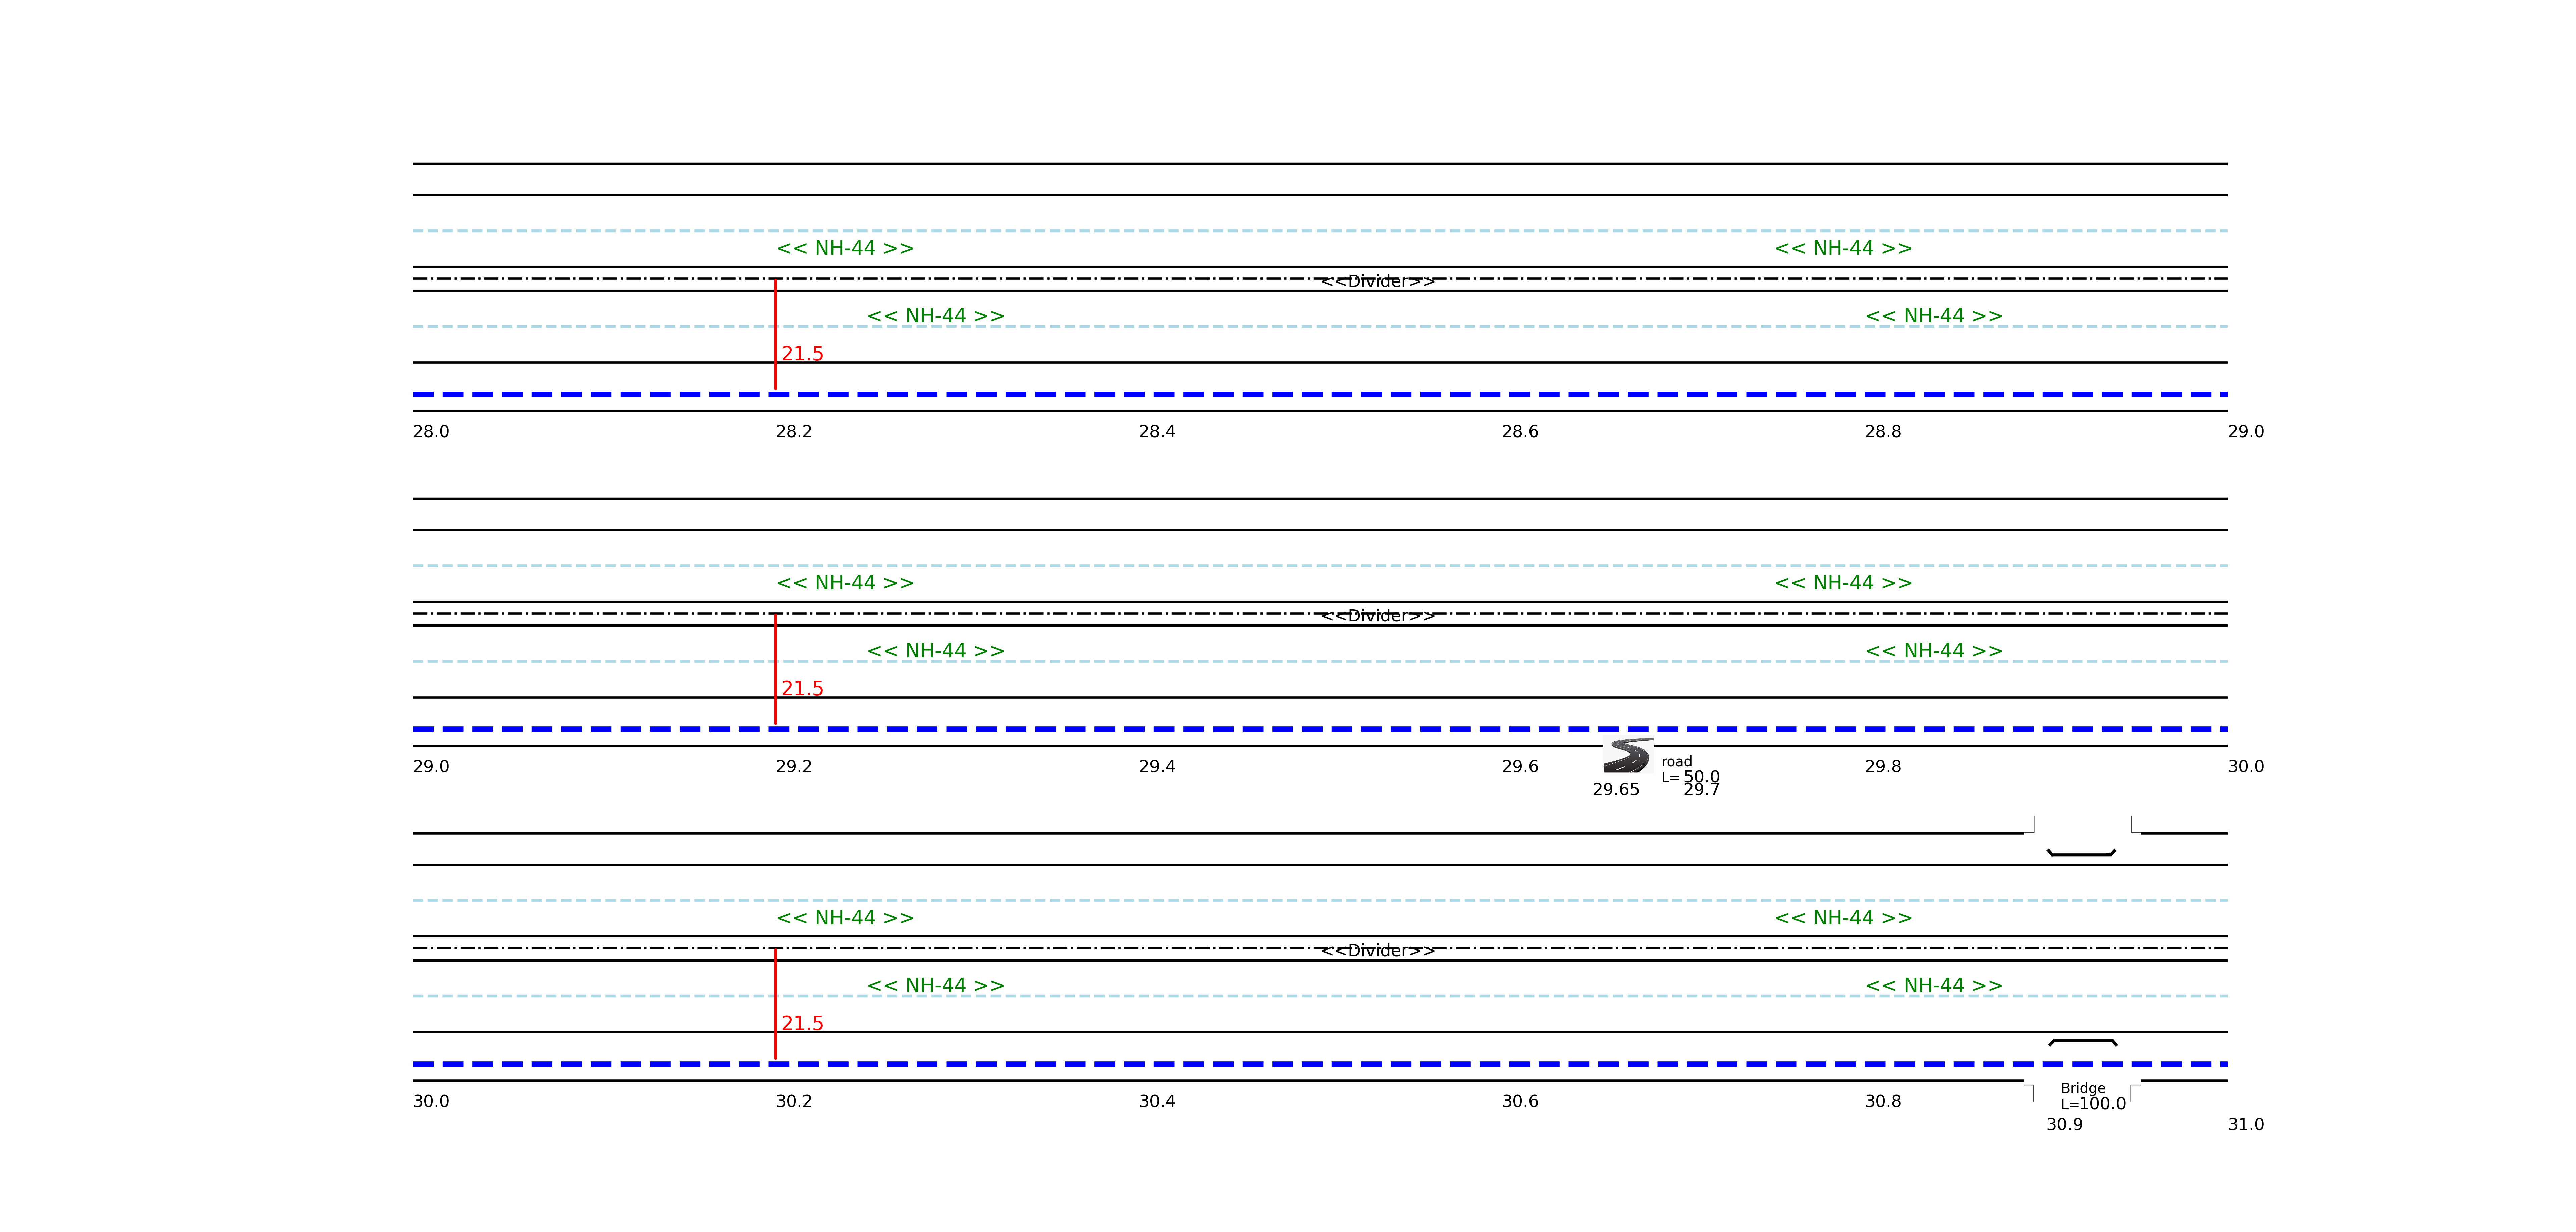 << NH-44 >> << NH-44 >>
<<Divider>>
<< NH-44 >> << NH-44 >>
21.5
28.0 28.2 28.4 28.6 28.8 29.0
<< NH-44 >> << NH-44 >>
<<Divider>>
<< NH-44 >> << NH-44 >>
21.5
29.0 29.2 29.4 29.6 road 29.8 30.0
L= 50.0
29.65 29.7
<< NH-44 >> << NH-44 >>
<<Divider>>
<< NH-44 >> << NH-44 >>
21.5
Bridge
30.0 30.2 30.4 30.6 30.8 L=100.0
30.9 31.0